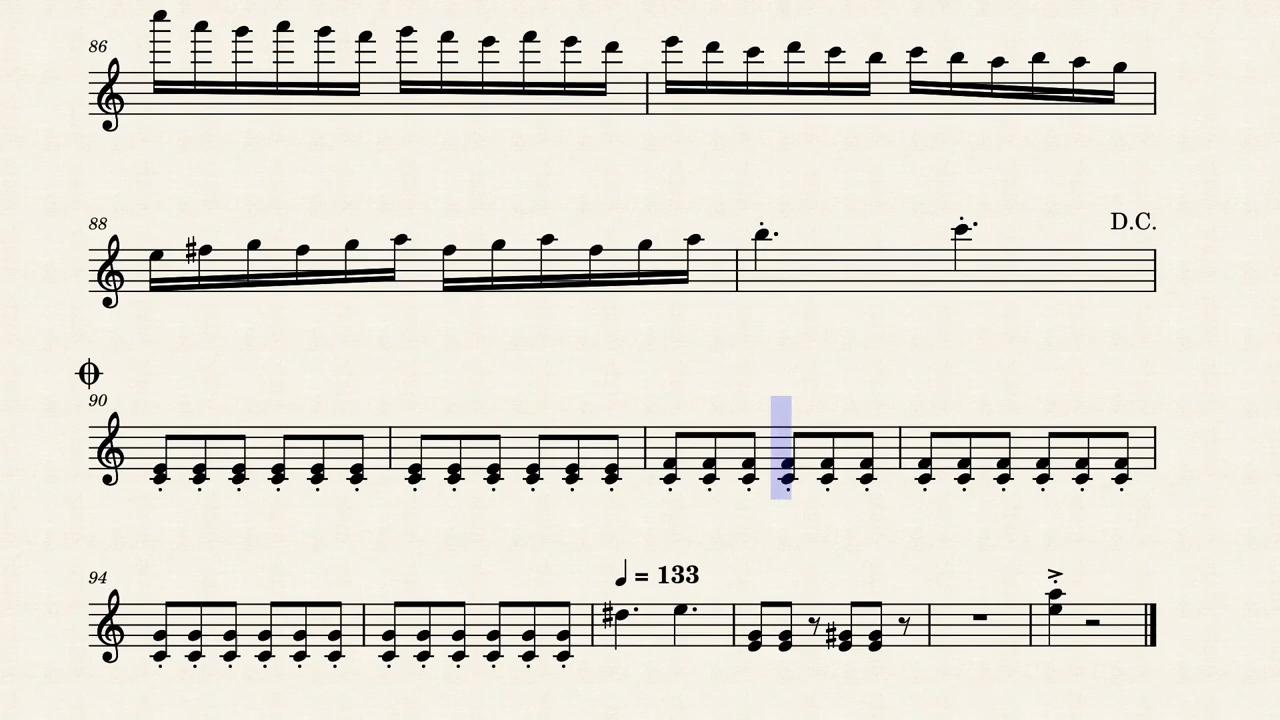 86
88
D.C.
90
94
♩ = 133